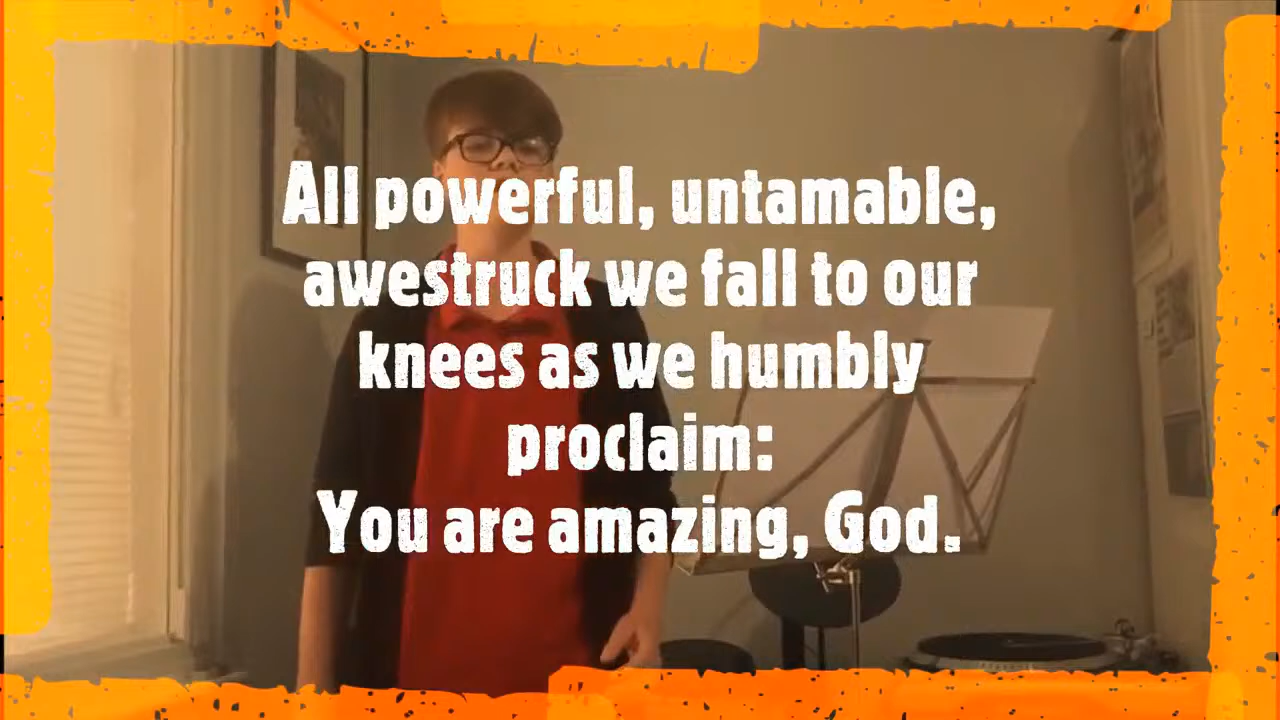 All powerful, untamable,
awestruck we fall to our
knees as we humbly
proclaim:
You are amazing, God.